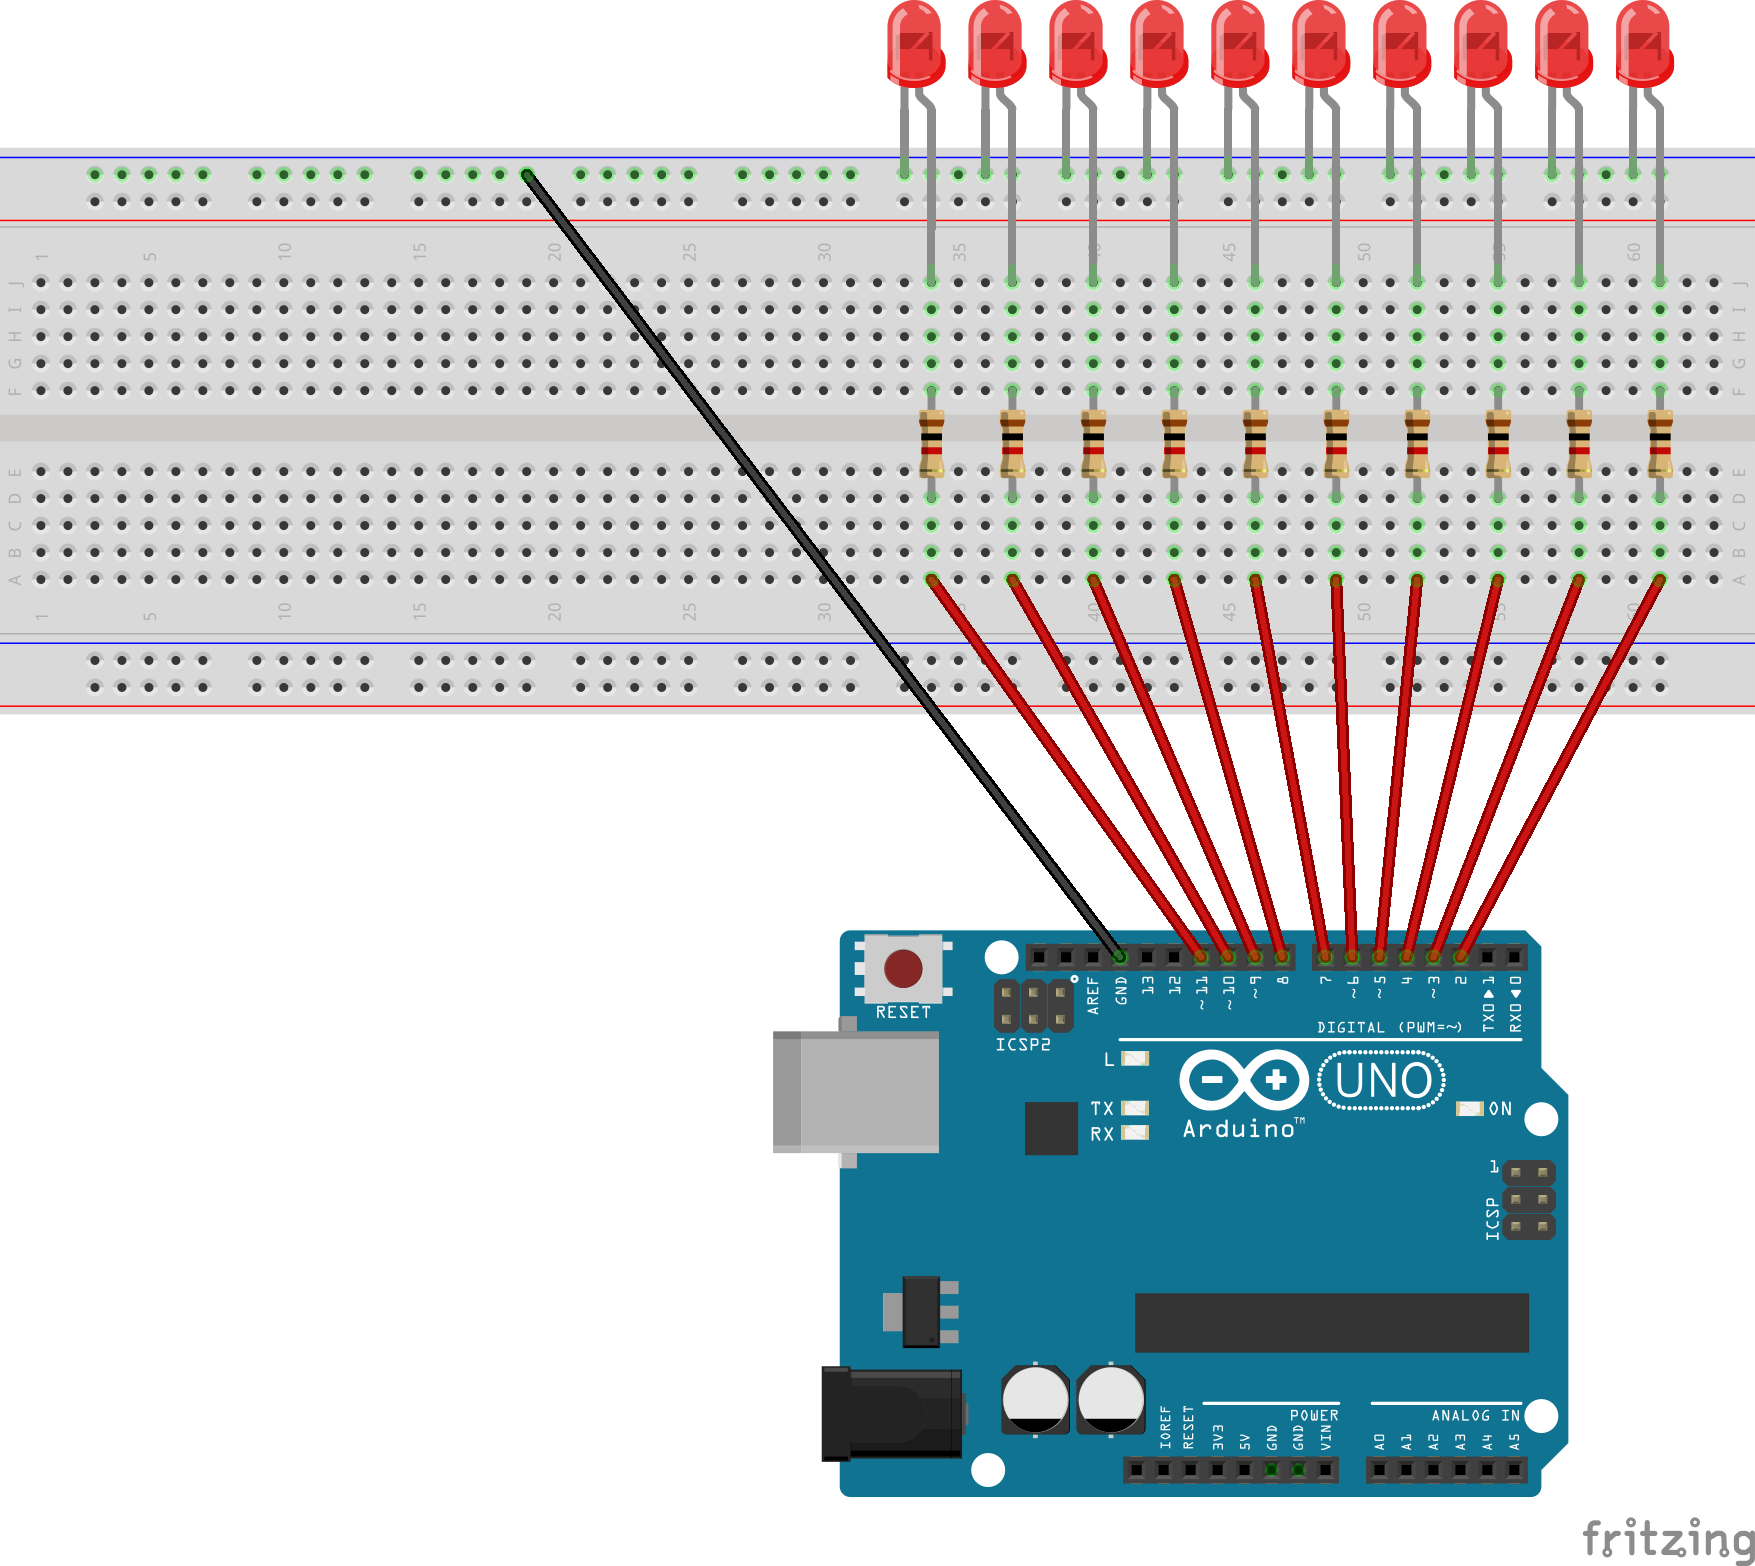 1 5 10 15 20 25 30 35 40 45 50 55 60
J J
I I
H H
G G
F F
E E
D D
C C
B B
A A
1 5 10 15 20 25 30 35 40 45 50 55 60
RESET
ICSP2
AREF GND 13 12 ~11 ~10 ~9 8 7 ~6 ~5 4 ~3 2 TX0▶1 RX0◀0
DIGITAL (PWM=~)
L
TX
RX
UNO
Arduino™
ON
1
ICSP
POWER
ANALOG IN
IOREF RESET 3V3 5V GND GND VIN A0 A1 A2 A3 A4 A5
fritzing